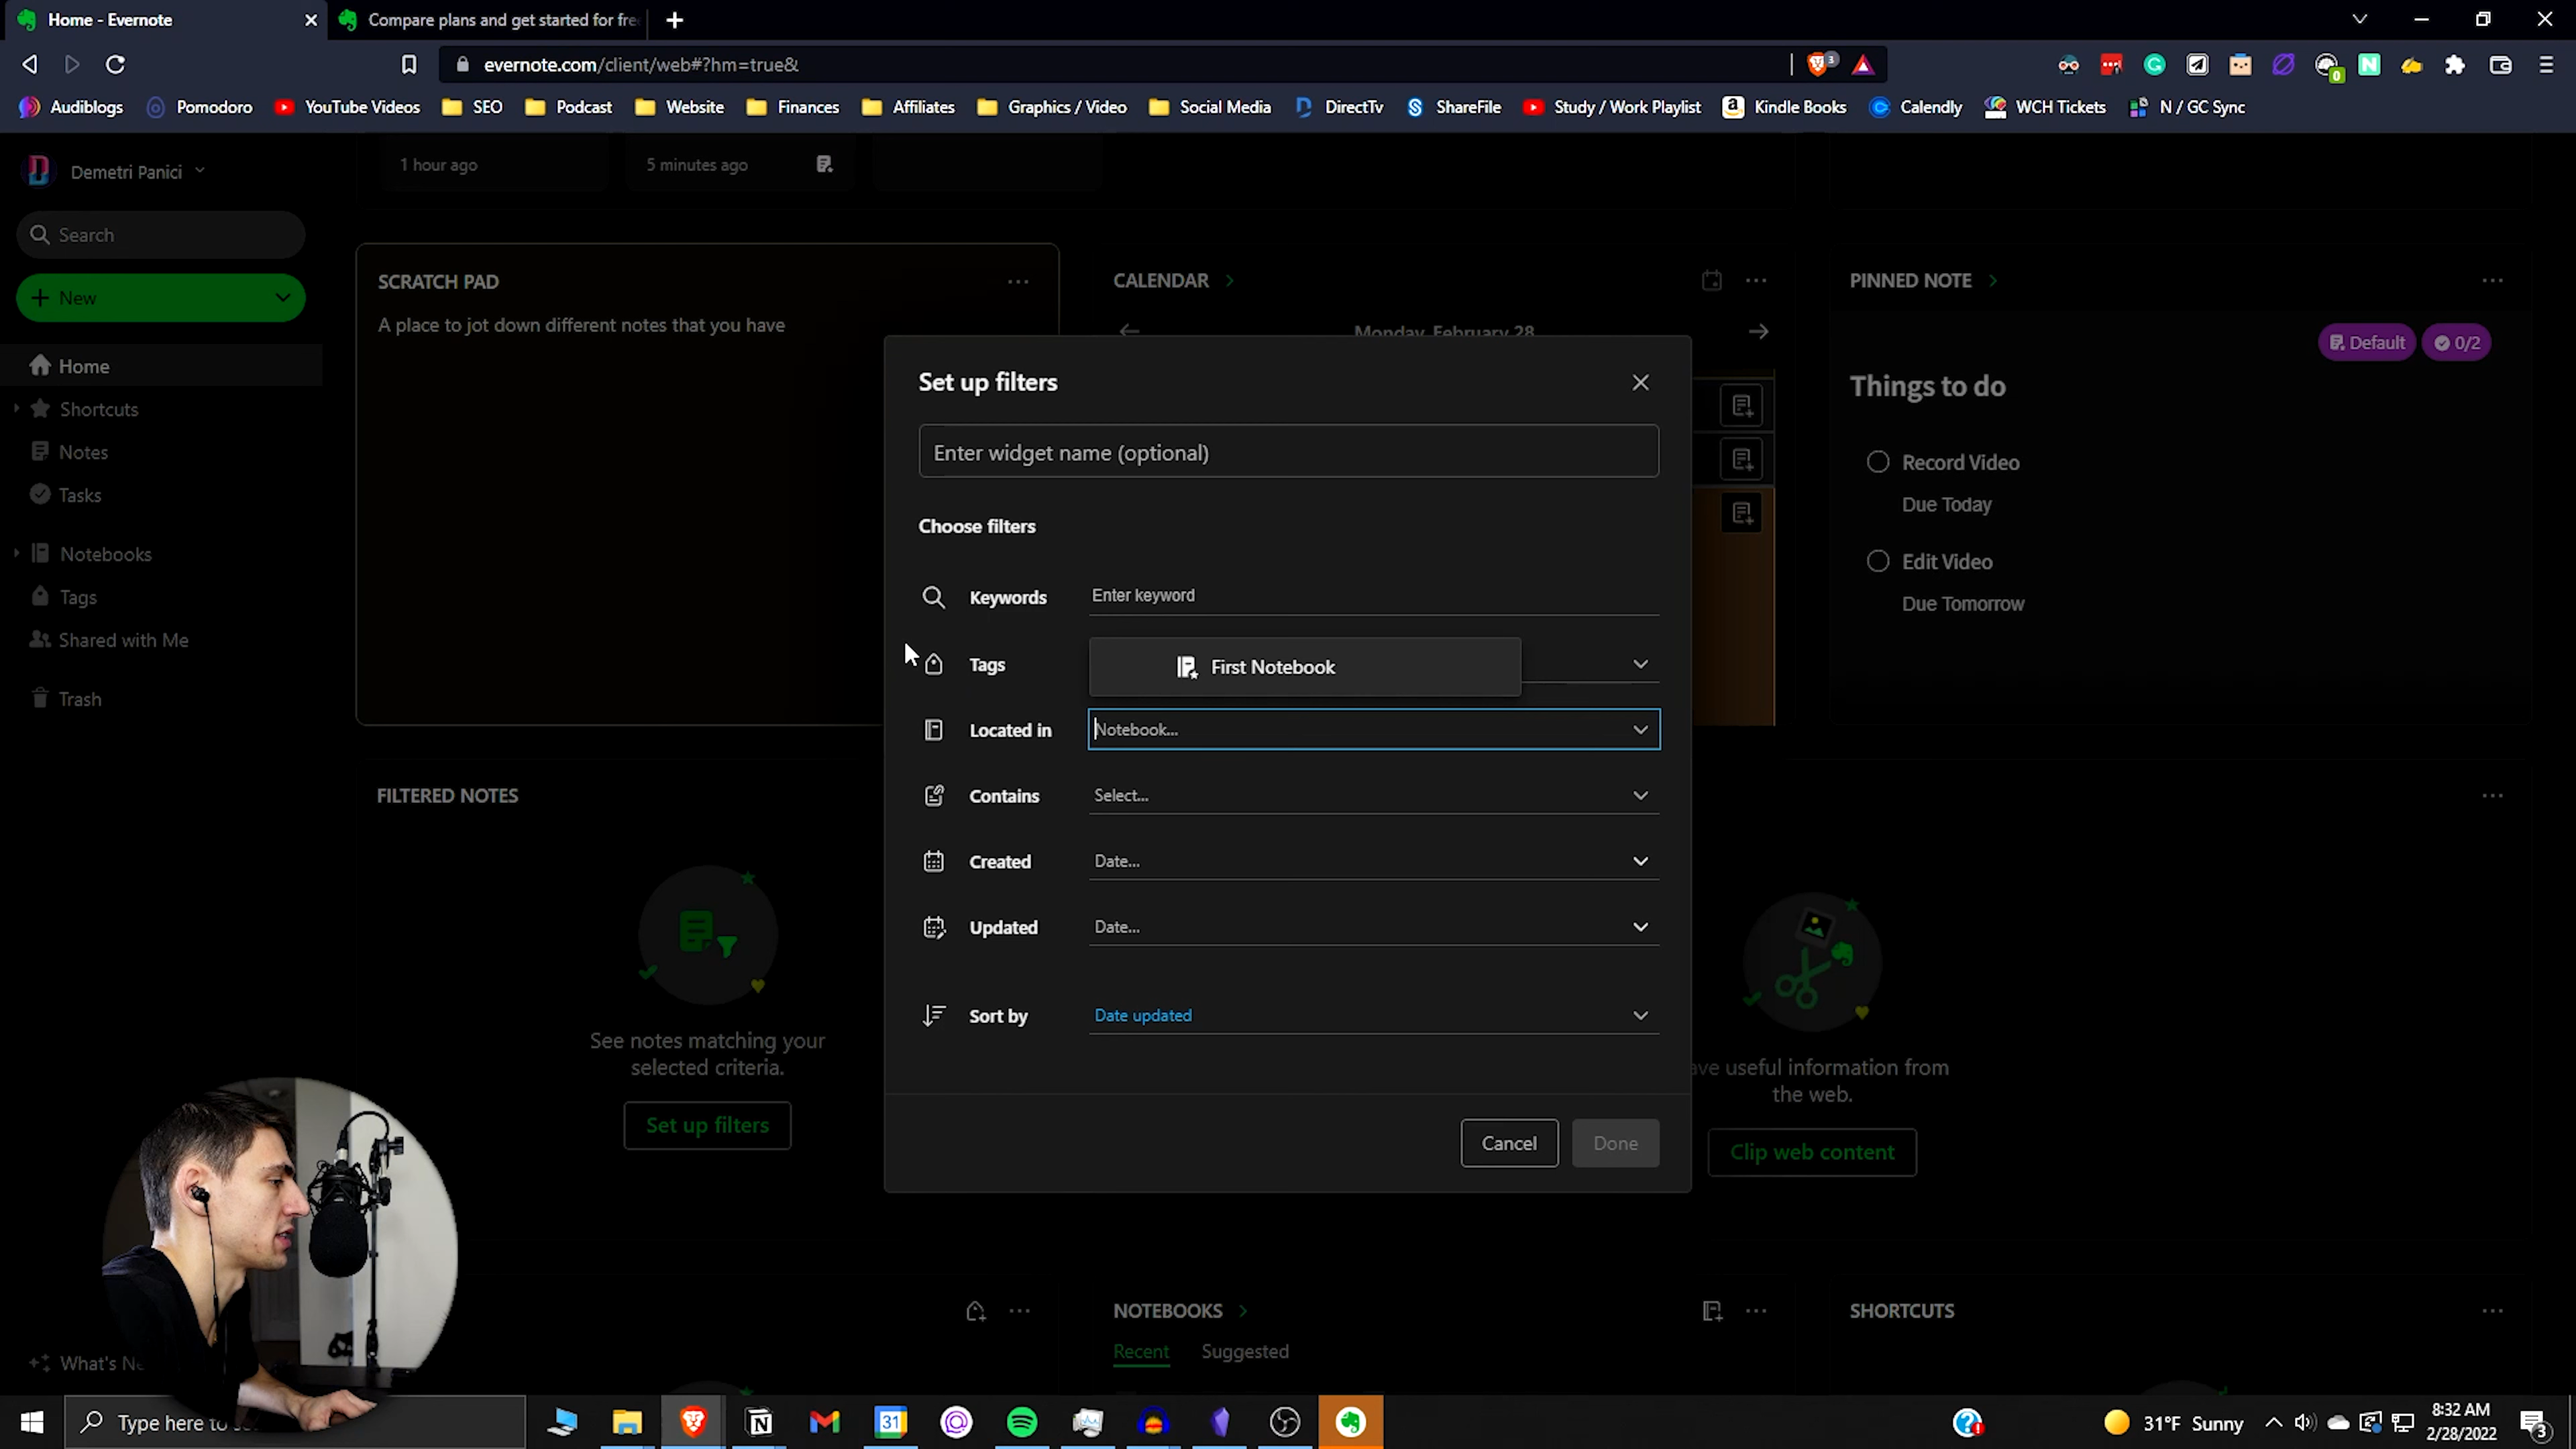 Home - Evernote
Compare plans and get started for fre
evernote.com/client/web#?hm=true&
3
0
Audiblogs
Pomodoro
YouTube Videos
SEO
Podcast
Website
Finances
Affiliates
Graphics / Video
Social Media
DirectTv
ShareFile
Study / Work Playlist
Kindle Books
Calendly
WCH Tickets
N / GC Sync
Demetri Panici
Search
New
Home
Shortcuts
Notes
Tasks
Notebooks
Tags
Shared with Me
Trash
What's Ne
1 hour ago
5 minutes ago
SCRATCH PAD
A place to jot down different notes that you have
CALENDAR
Monday, February 28
PINNED NOTE
Default
0/2
Things to do
Record Video
Due Today
Edit Video
Due Tomorrow
Set up filters
Enter widget name (optional)
Choose filters
Keywords
Enter keyword
Tags
First Notebook
Located in
Notebook...
Contains
Select...
Created
Date...
Updated
Date...
Sort by
Date updated
Cancel
Done
FILTERED NOTES
See notes matching your
selected criteria.
Set up filters
ave useful information from
the web.
Clip web content
NOTEBOOKS
Recent
Suggested
SHORTCUTS
Type here to s
31
31°F Sunny
8:32 AM
2/28/2022
3